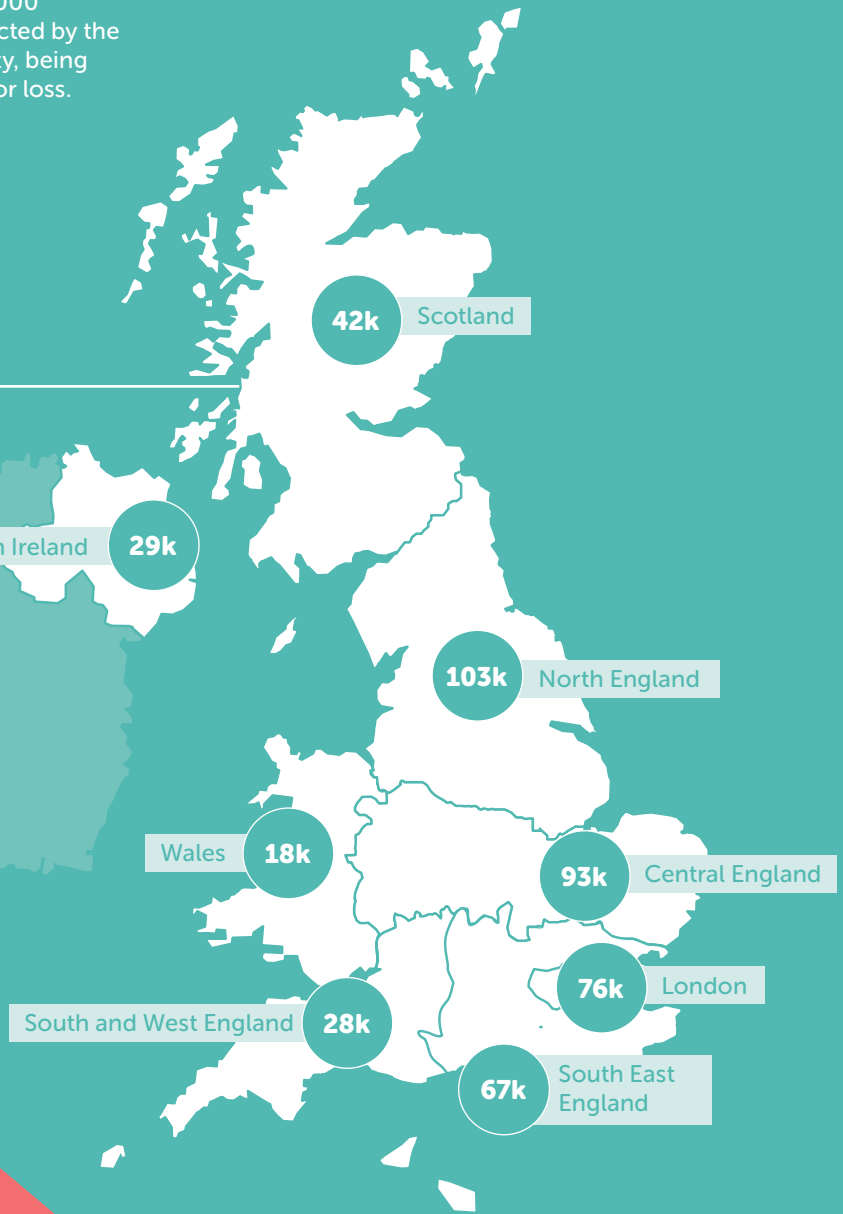 000
cted by the
y, being
or loss.
42k
Scotland
n Ireland
29k
103k
North England
Wales
18k
93k
Central England
76k
London
South and West England
28k
67k
South East
England